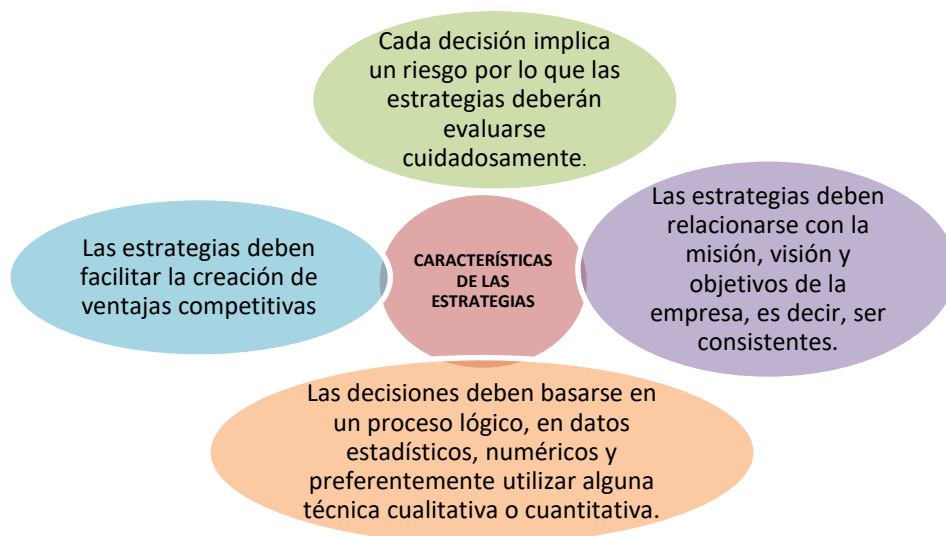 Cada decisión implica
un riesgo por lo que las
estrategias deberán
evaluarse
cuidadosamente.
Las estrategias deben
facilitar la creación de
ventajas competitivas
CARACTERÍSTICAS
DE LAS
ESTRATEGIAS
Las estrategias deben
relacionarse con la
misión, visión y
objetivos de la
empresa, es decir, ser
consistentes.
Las decisiones deben basarse en
un proceso lógico, en datos
estadísticos, numéricos y
preferentemente utilizar alguna
técnica cualitativa o cuantitativa.